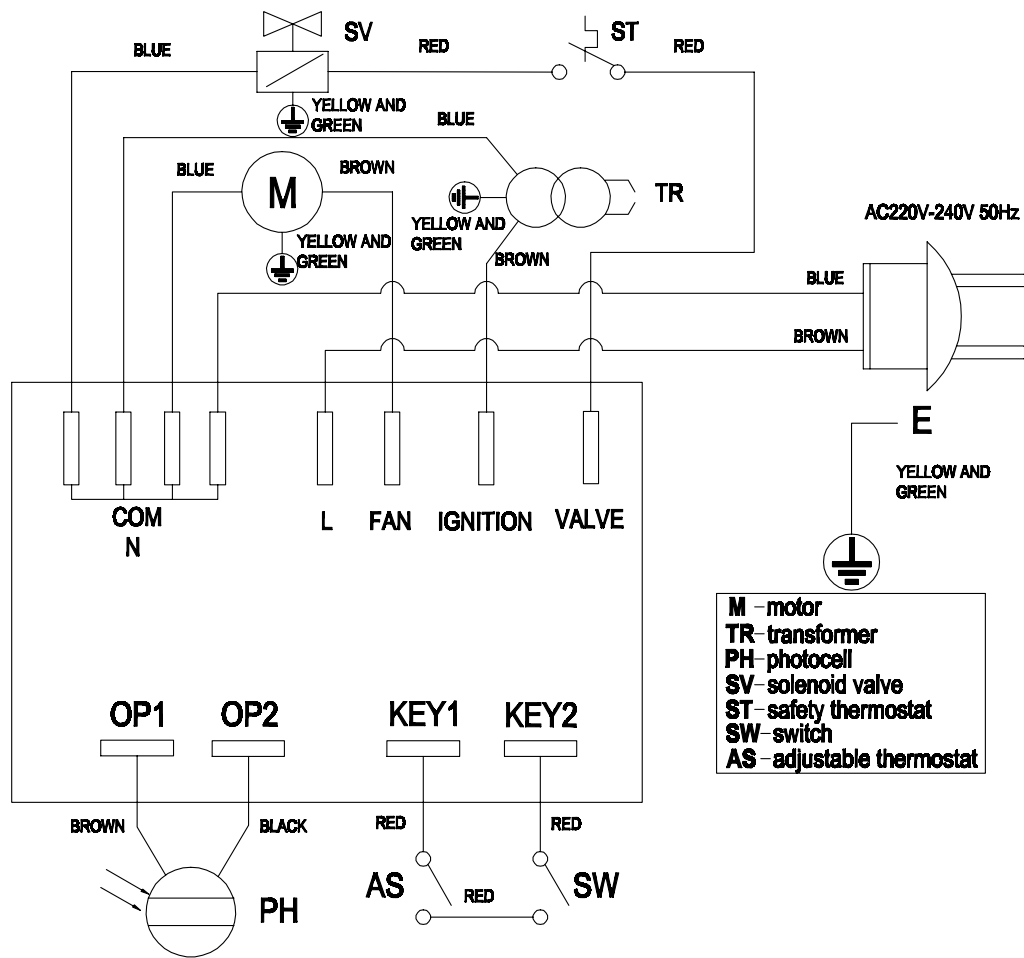 SV
ST
BLUE
RED
RED
YELLOW AND
GREEN
BLUE
BLUE
BROWN
M
TR
YELLOW AND
GREEN
YELLOW AND
GREEN
BROWN
AC220V-240V 50Hz
BLUE
BROWN
E
YELLOW AND
GREEN
COM
N
L
FAN
IGNITION
VALVE
M-motor
TR-transformer
PH-photocell
SV-solenoid valve
ST-safety thermostat
SW-switch
AS-adjustable thermostat
OP1
OP2
KEY1
KEY2
BROWN
BLACK
RED
RED
AS
RED
SW
PH